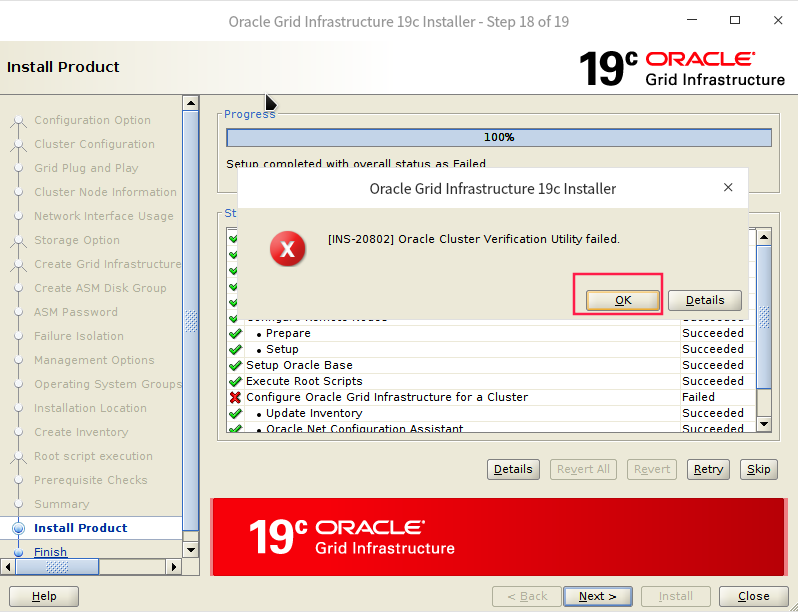 Oracle Grid Infrastructure 19c Installer - Step 18 of 19
Install Product
19c ORACLE
Grid Infrastructure
Configuration Option
Cluster Configuration
Grid Plug and Play
Cluster Node Information
Network Interface Usage
Storage Option
Create Grid Infrastructure
Create ASM Disk Group
ASM Password
Failure Isolation
Management Options
Operating System Groups
Installation Location
Create Inventory
Root script execution
Prerequisite Checks
Summary
Install Product
Finish
Progress
100%
Setup completed with overall status as Failed
St
Oracle Grid Infrastructure 19c Installer
[INS-20802] Oracle Cluster Verification Utility failed.
OK Details
Configure Remote Nodes Succeeded
• Prepare Succeeded
• Setup Succeeded
Setup Oracle Base Succeeded
Execute Root Scripts Succeeded
Configure Oracle Grid Infrastructure for a Cluster Failed
• Update Inventory Succeeded
• Oracle Net Configuration Assistant Succeeded
Details Revert All Revert Retry Skip
19c ORACLE
Grid Infrastructure
Help < Back Next > Install Close